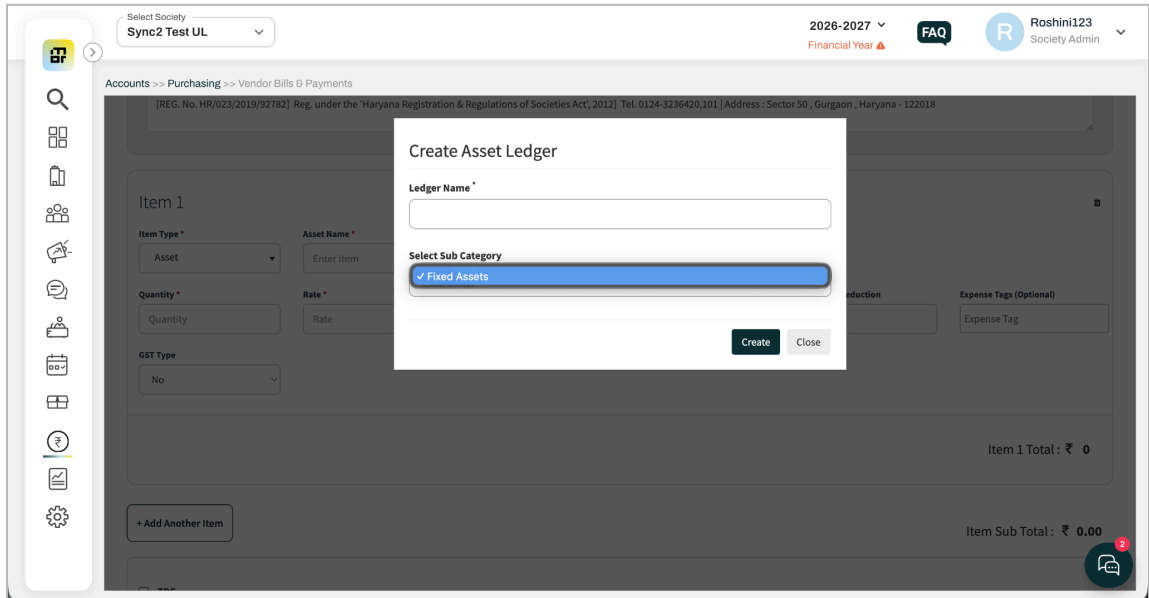 Select Society
Sync2 Test UL
2026-2027
Financial Year
FAQ
R
Roshini123
Society Admin
Accounts >> Purchasing >> Vendor Bills & Payments
[REG. No. HR/023/2019/92782] Reg. under the 'Haryana Registration & Regulations of Societies Act', 2012] Tel. 0124-3236420,101 | Address : Sector 50 , Gurgaon , Haryana - 122018
Create Asset Ledger
Ledger Name *
Select Sub Category
✓ Fixed Assets
Create Close
Item 1
Item Type * Asset Name *
Asset Enter Item
Quantity * Rate * eduction Expense Tags (Optional)
Quantity Rate Expense Tag
GST Type
No
Item 1 Total : ₹ 0
+ Add Another Item
Item Sub Total : ₹ 0.00
2